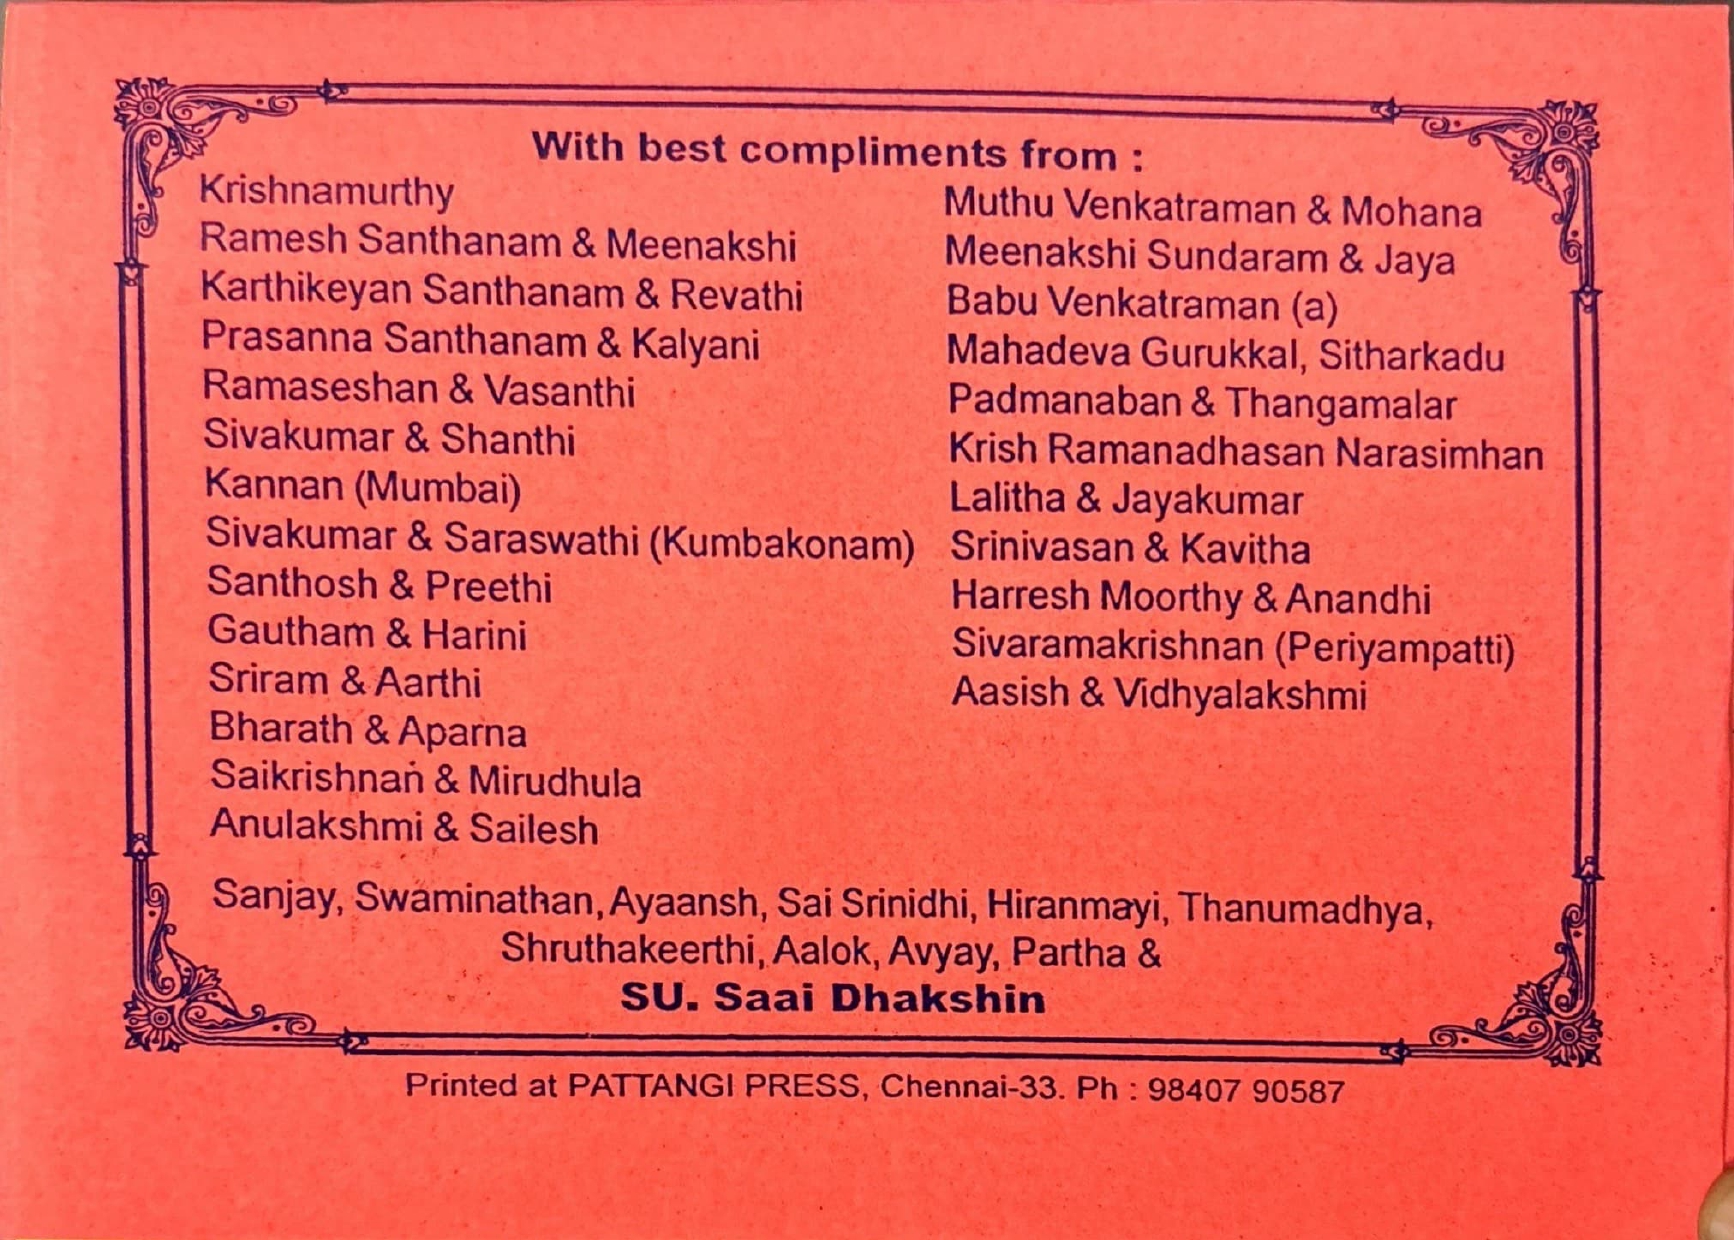 With best compliments from :
Krishnamurthy
Ramesh Santhanam & Meenakshi
Karthikeyan Santhanam & Revathi
Prasanna Santhanam & Kalyani
Ramaseshan & Vasanthi
Sivakumar & Shanthi
Kannan (Mumbai)
Sivakumar & Saraswathi (Kumbakonam)
Santhosh & Preethi
Gautham & Harini
Sriram & Aarthi
Bharath & Aparna
Saikrishnan & Mirudhula
Anulakshmi & Sailesh
Muthu Venkatraman & Mohana
Meenakshi Sundaram & Jaya
Babu Venkatraman (a)
Mahadeva Gurukkal, Sitharkadu
Padmanaban & Thangamalar
Krish Ramanadhasan Narasimhan
Lalitha & Jayakumar
Srinivasan & Kavitha
Harresh Moorthy & Anandhi
Sivaramakrishnan (Periyampatti)
Aasish & Vidhyalakshmi
Sanjay, Swaminathan, Ayaansh, Sai Srinidhi, Hiranmayi, Thanumadhya,
Shruthakeerthi, Aalok, Avyay, Partha &
SU. Saai Dhakshin
Printed at PATTANGI PRESS, Chennai-33. Ph : 98407 90587